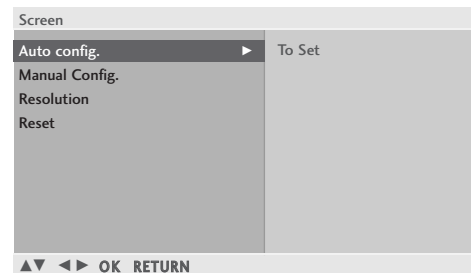 Screen
Auto config. ► To Set
Manual Config.
Resolution
Reset
▲▼ ◄► OK RETURN